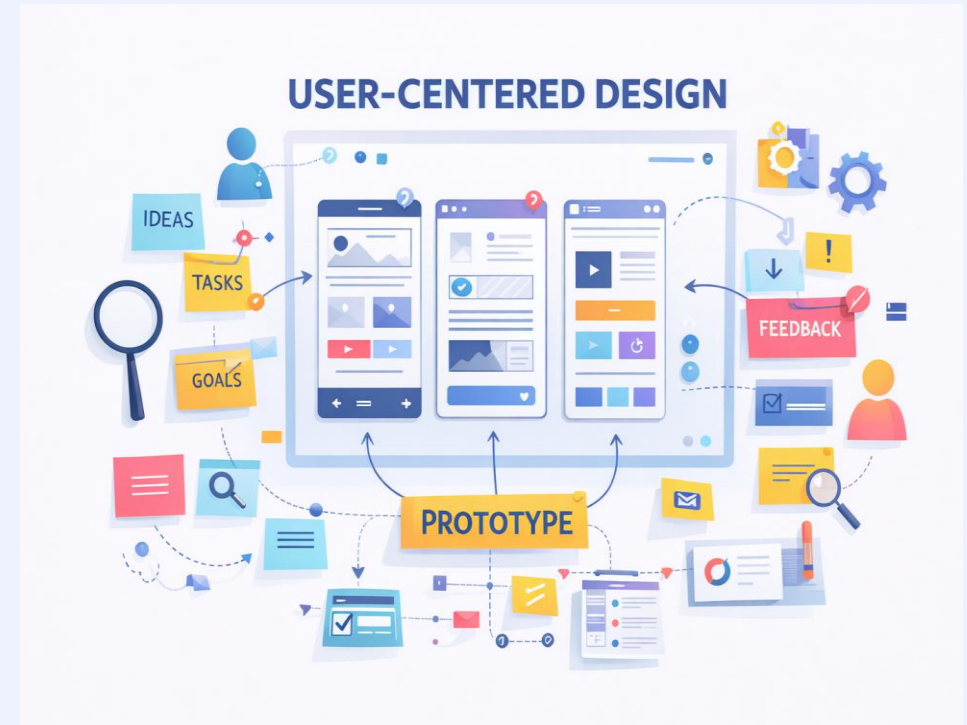 USER-CENTERED DESIGN
IDEAS
TASKS
GOALS
FEEDBACK
!
PROTOTYPE